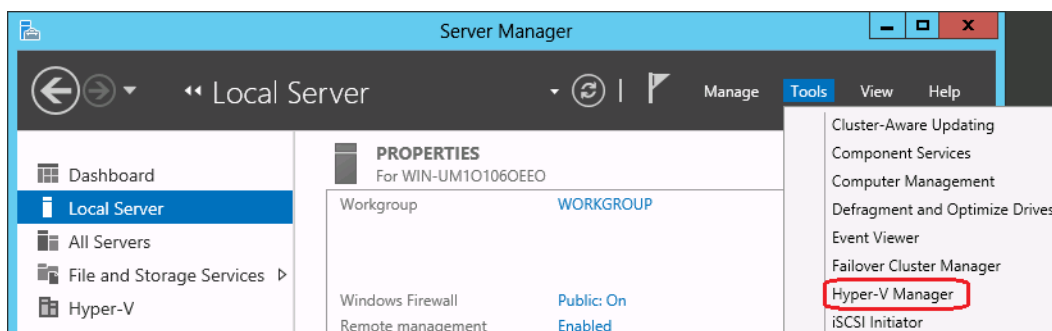 Server Manager
Local Server
Manage Tools View Help
Dashboard
Local Server
All Servers
File and Storage Services
Hyper-V
PROPERTIES
For WIN-UM1O106OEEO
Workgroup WORKGROUP
Windows Firewall Public: On
Remote management Enabled
Cluster-Aware Updating
Component Services
Computer Management
Defragment and Optimize Drives
Event Viewer
Failover Cluster Manager
Hyper-V Manager
iSCSI Initiator